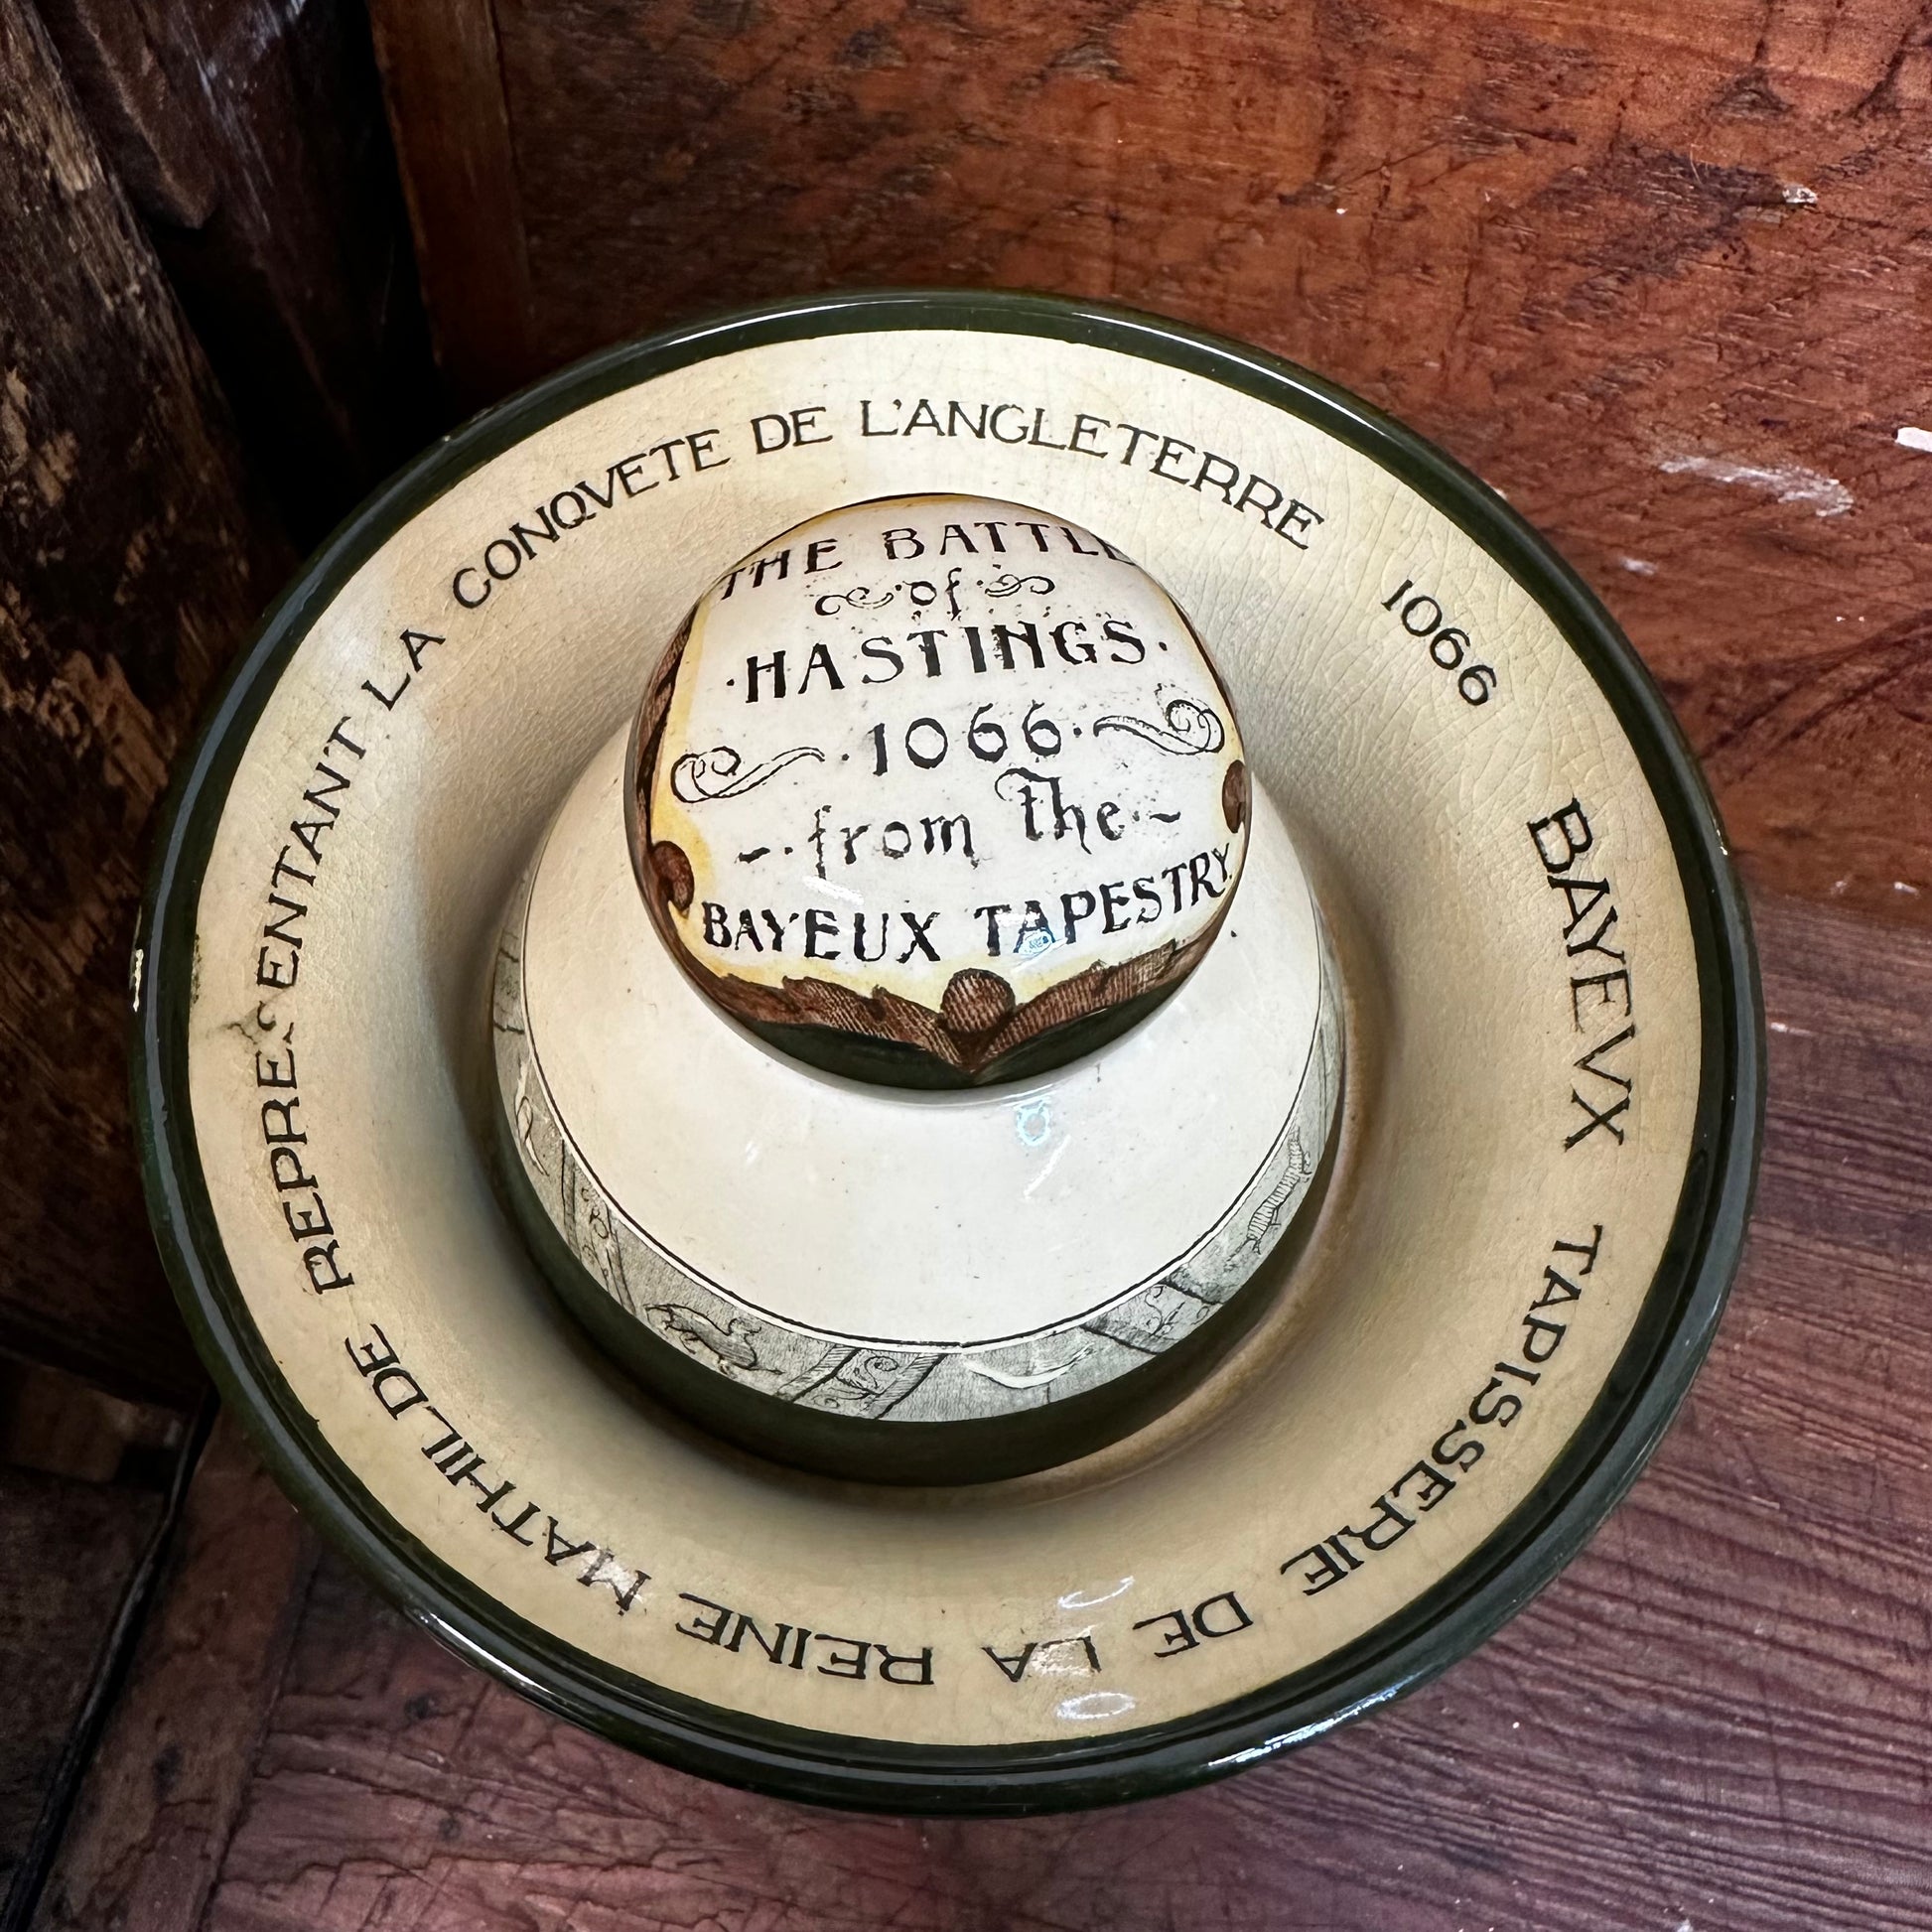 THE BATTLE
of
·HASTINGS·
·1066·
from the
BAYEUX TAPESTRY
BAYEVX TAPISSERIE DE LA REINE MATHILDE REPRESENTANT LA CONQVETE DE L'ANGLETERRE 1066